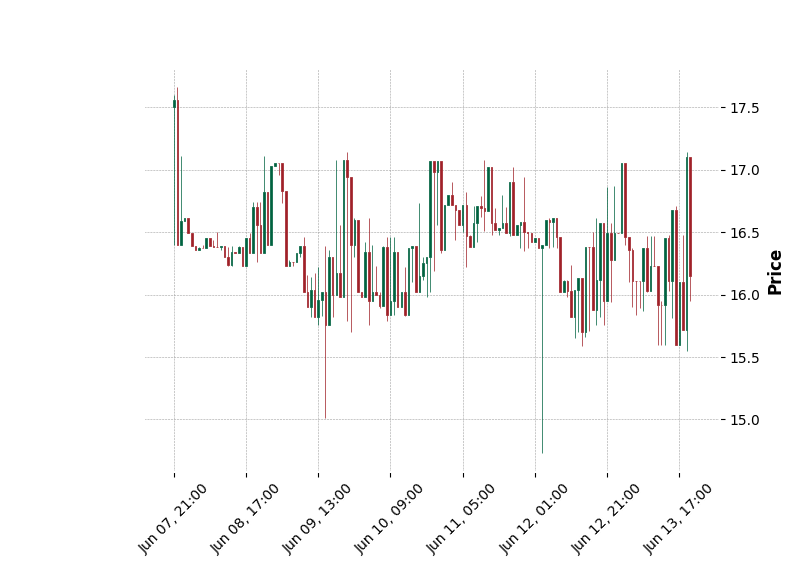 17.5
17.0
16.5
16.0
15.5
15.0
Price
Jun 07, 21:00
Jun 08, 17:00
Jun 09, 13:00
Jun 10, 09:00
Jun 11, 05:00
Jun 12, 01:00
Jun 12, 21:00
Jun 13, 17:00